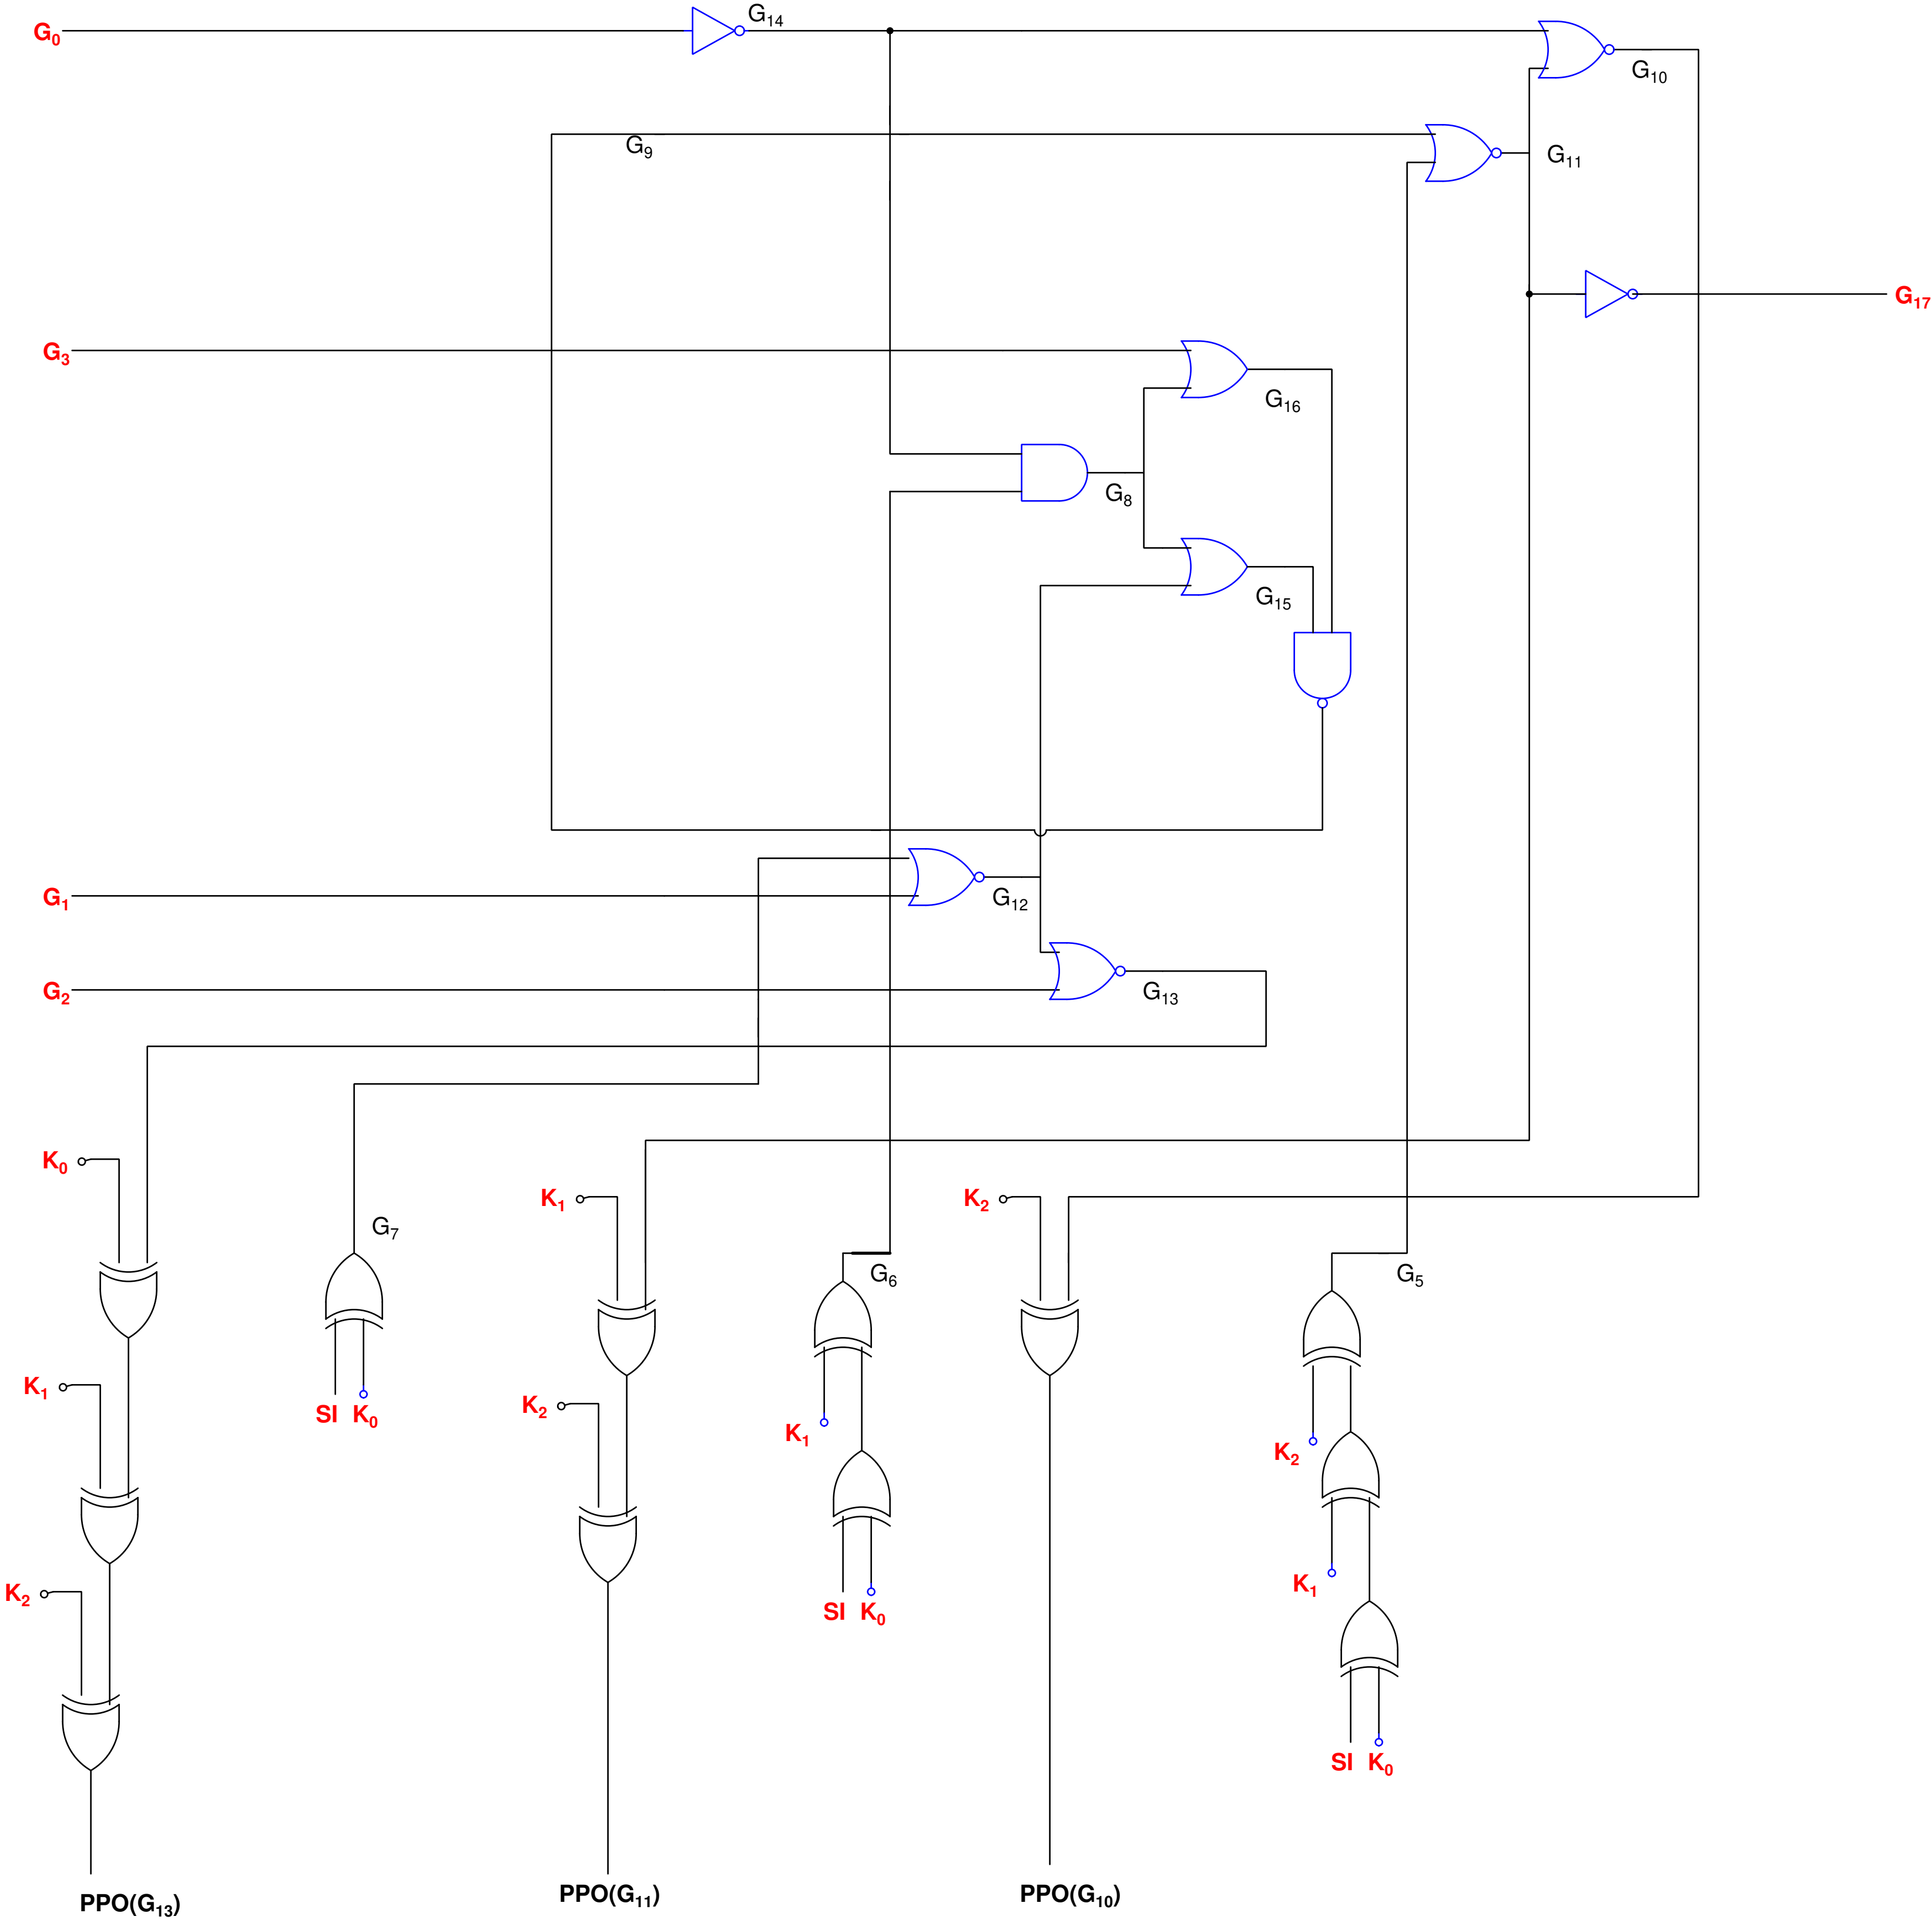 G14
G0
G10
G9
G11
G17
G3
G16
G8
G15
G1
G12
G2
G13
K0
K1
K2
G7
G6
G5
K1
SI K0
K2
K1
K2
K1
K2
SI K0
SI K0
PPO(G13)
PPO(G11)
PPO(G10)